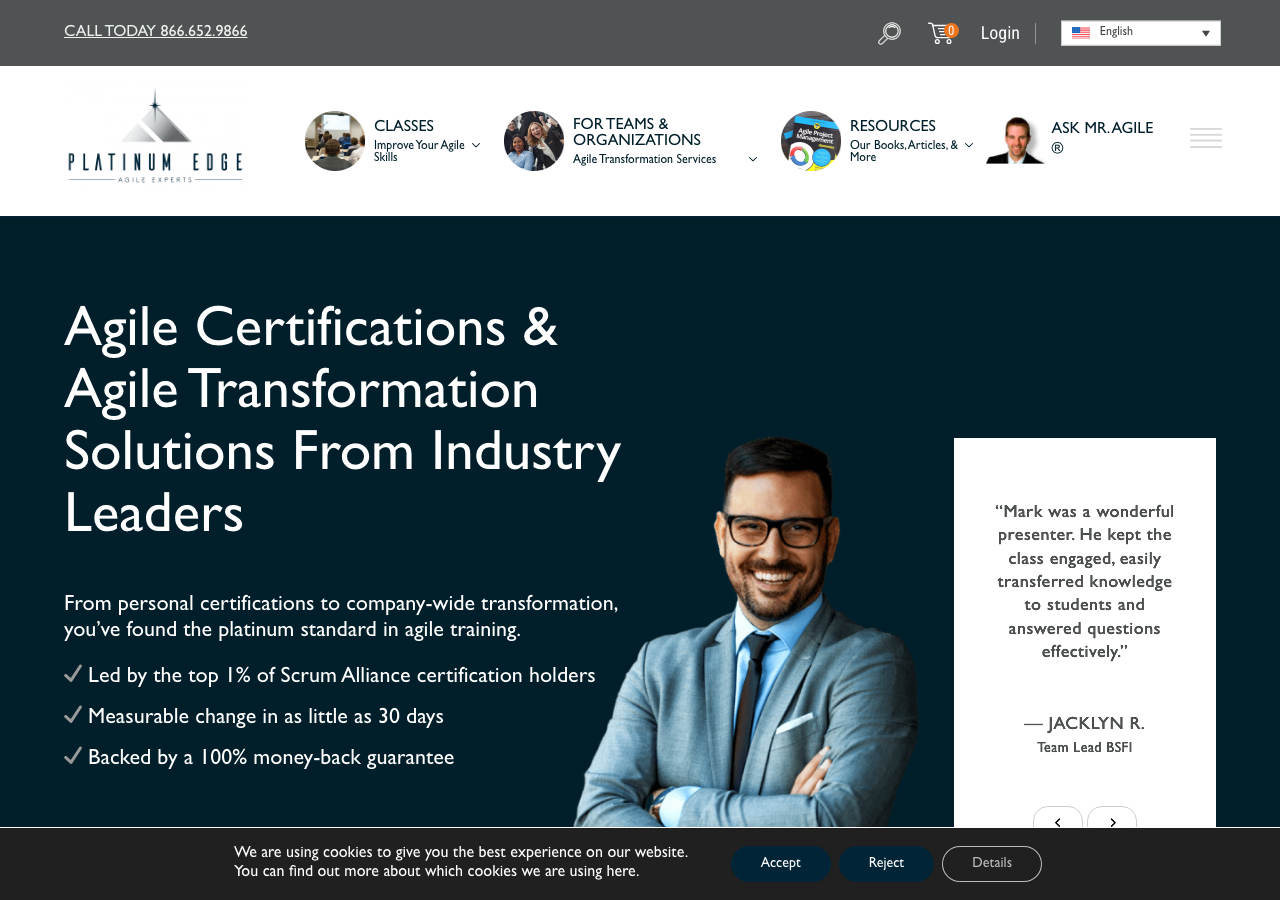 CALL TODAY 866.652.9866
0
Login
English
PLATINUM EDGE
AGILE EXPERTS
CLASSES
Improve Your Agile
Skills
FOR TEAMS &
ORGANIZATIONS
Agile Transformation Services
Agile Project
Management
RESOURCES
Our Books, Articles, &
More
ASK MR. AGILE
®
Agile Certifications &
Agile Transformation
Solutions From Industry
Leaders
From personal certifications to company-wide transformation,
you’ve found the platinum standard in agile training.
Led by the top 1% of Scrum Alliance certification holders
Measurable change in as little as 30 days
Backed by a 100% money-back guarantee
“Mark was a wonderful
presenter. He kept the
class engaged, easily
transferred knowledge
to students and
answered questions
effectively.”
— JACKLYN R.
Team Lead BSFI
We are using cookies to give you the best experience on our website.
You can find out more about which cookies we are using here.
Accept
Reject
Details